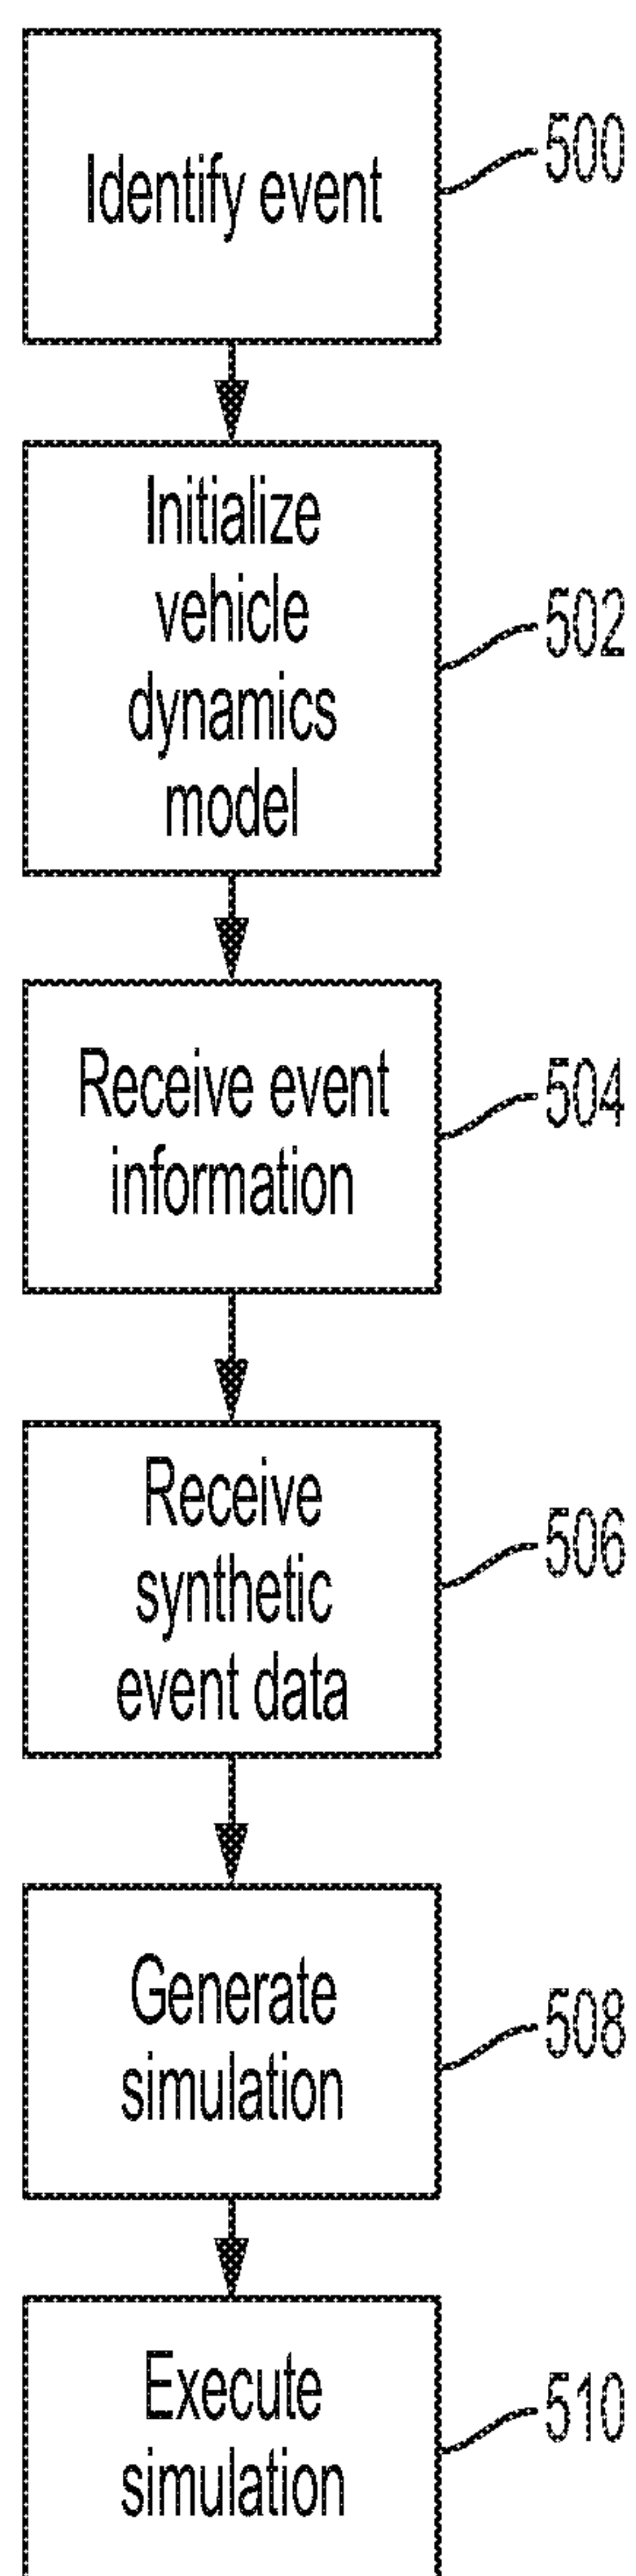 Identify event
500
Initialize
vehicle
dynamics
model
502
Receive event
information
504
Receive
synthetic
event data
506
Generate
simulation
508
Execute
simulation
510